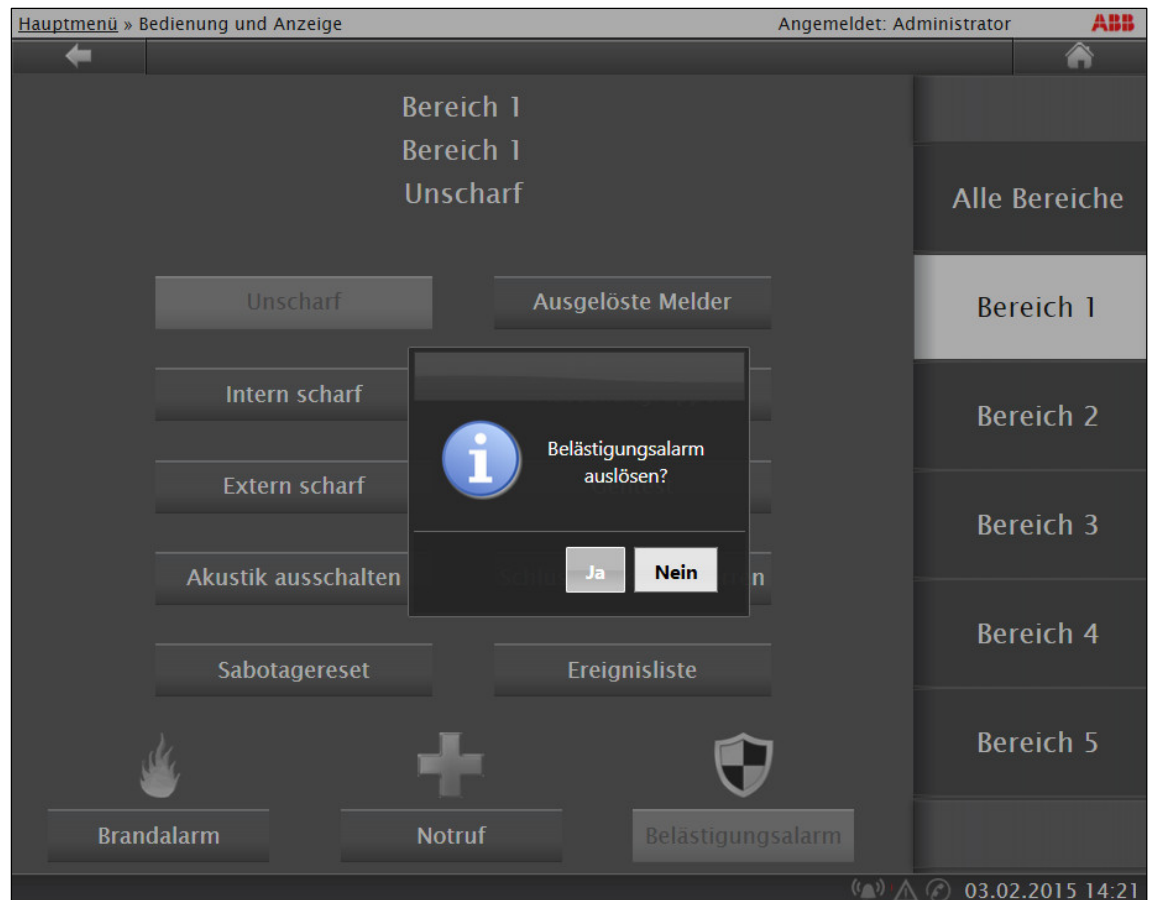 Hauptmenü » Bedienung und Anzeige
Angemeldet: Administrator
ABB
Bereich 1
Bereich 1
Unscharf
Alle Bereiche
Unscharf
Ausgelöste Melder
Bereich 1
Intern scharf
Bereich 2
Belästigungsalarm
auslösen?
Extern scharf
Bereich 3
Akustik ausschalten
Ja
Nein
Bereich 4
Sabotagereset
Ereignisliste
Bereich 5
Brandalarm
Notruf
Belästigungsalarm
03.02.2015 14:21